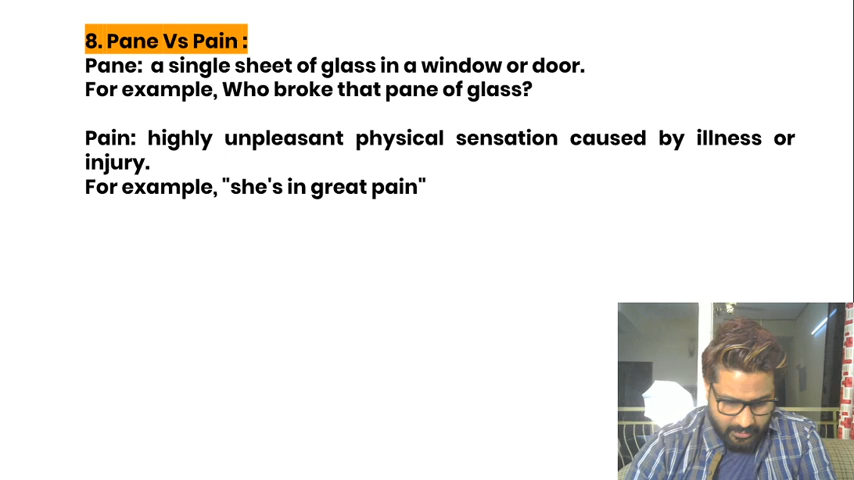 8. Pane Vs Pain :
Pane: a single sheet of glass in a window or door.
For example, Who broke that pane of glass?
Pain: highly unpleasant physical sensation caused by illness or
injury.
For example, "she's in great pain"